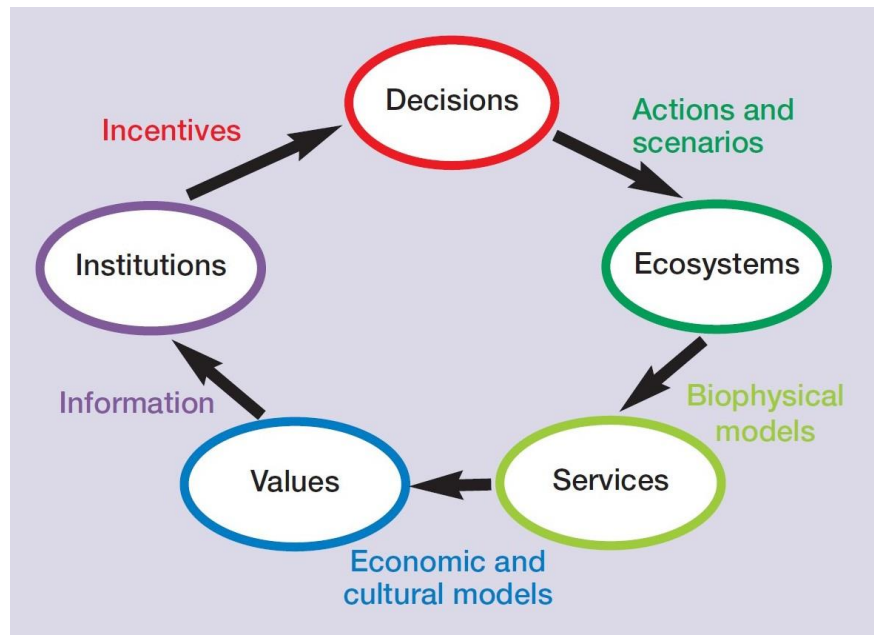 Decisions
Actions and
scenarios
Ecosystems
Biophysical
models
Services
Economic and
cultural models
Values
Information
Institutions
Incentives